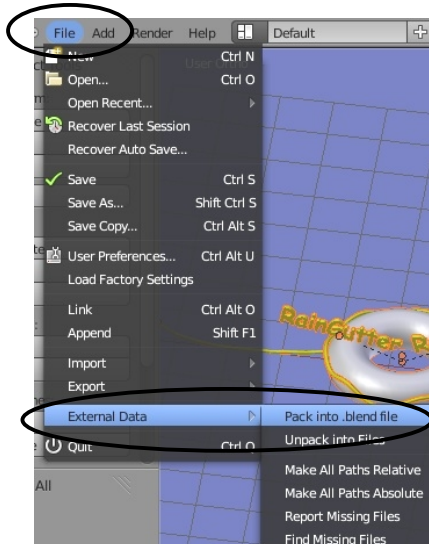 File Add Render Help Default
New Ctrl N
Open... Ctrl O
Open Recent...
Recover Last Session
Recover Auto Save...
Save Ctrl S
Save As... Shift Ctrl S
Save Copy... Ctrl Alt S
User Preferences... Ctrl Alt U
Load Factory Settings
Link Ctrl Alt O
Append Shift F1
Import
Export
External Data Pack into .blend file
Quit Ctrl Q Unpack into Files
Make All Paths Relative
All Make All Paths Absolute
Report Missing Files
Find Missing Files
RainGutter R